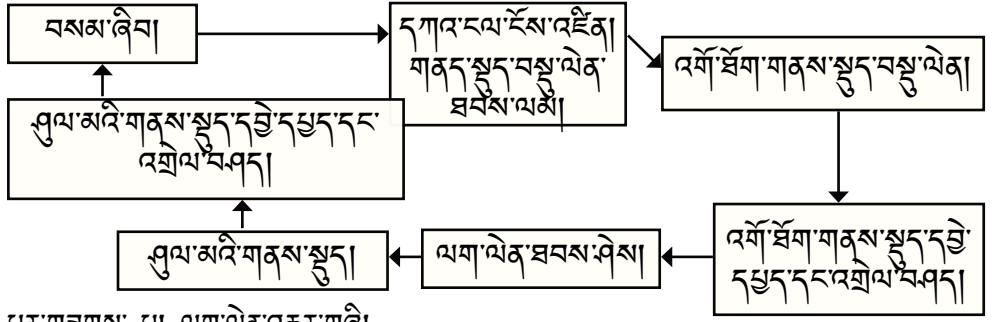 བསམ་ཞིབ།
དཀའ་ངལ་ངོས་འཛིན།
གནད་སྡུད་བསྡུ་ལེན་
ཐབས་ལམ།
འགོ་ཐོག་གནས་སྡུད་བསྡུ་ལེན།
འགོ་ཐོག་གནས་སྡུད་དབྱེ་
དཔྱད་དང་འགྲེལ་བཤད།
ལག་ལེན་ཐབས་ཤེས།
ཤུལ་མའི་གནས་སྡུད།
ཤུལ་མའི་གནས་སྡུད་དབྱེ་དཔྱད་དང་
འགྲེལ་བཤད།